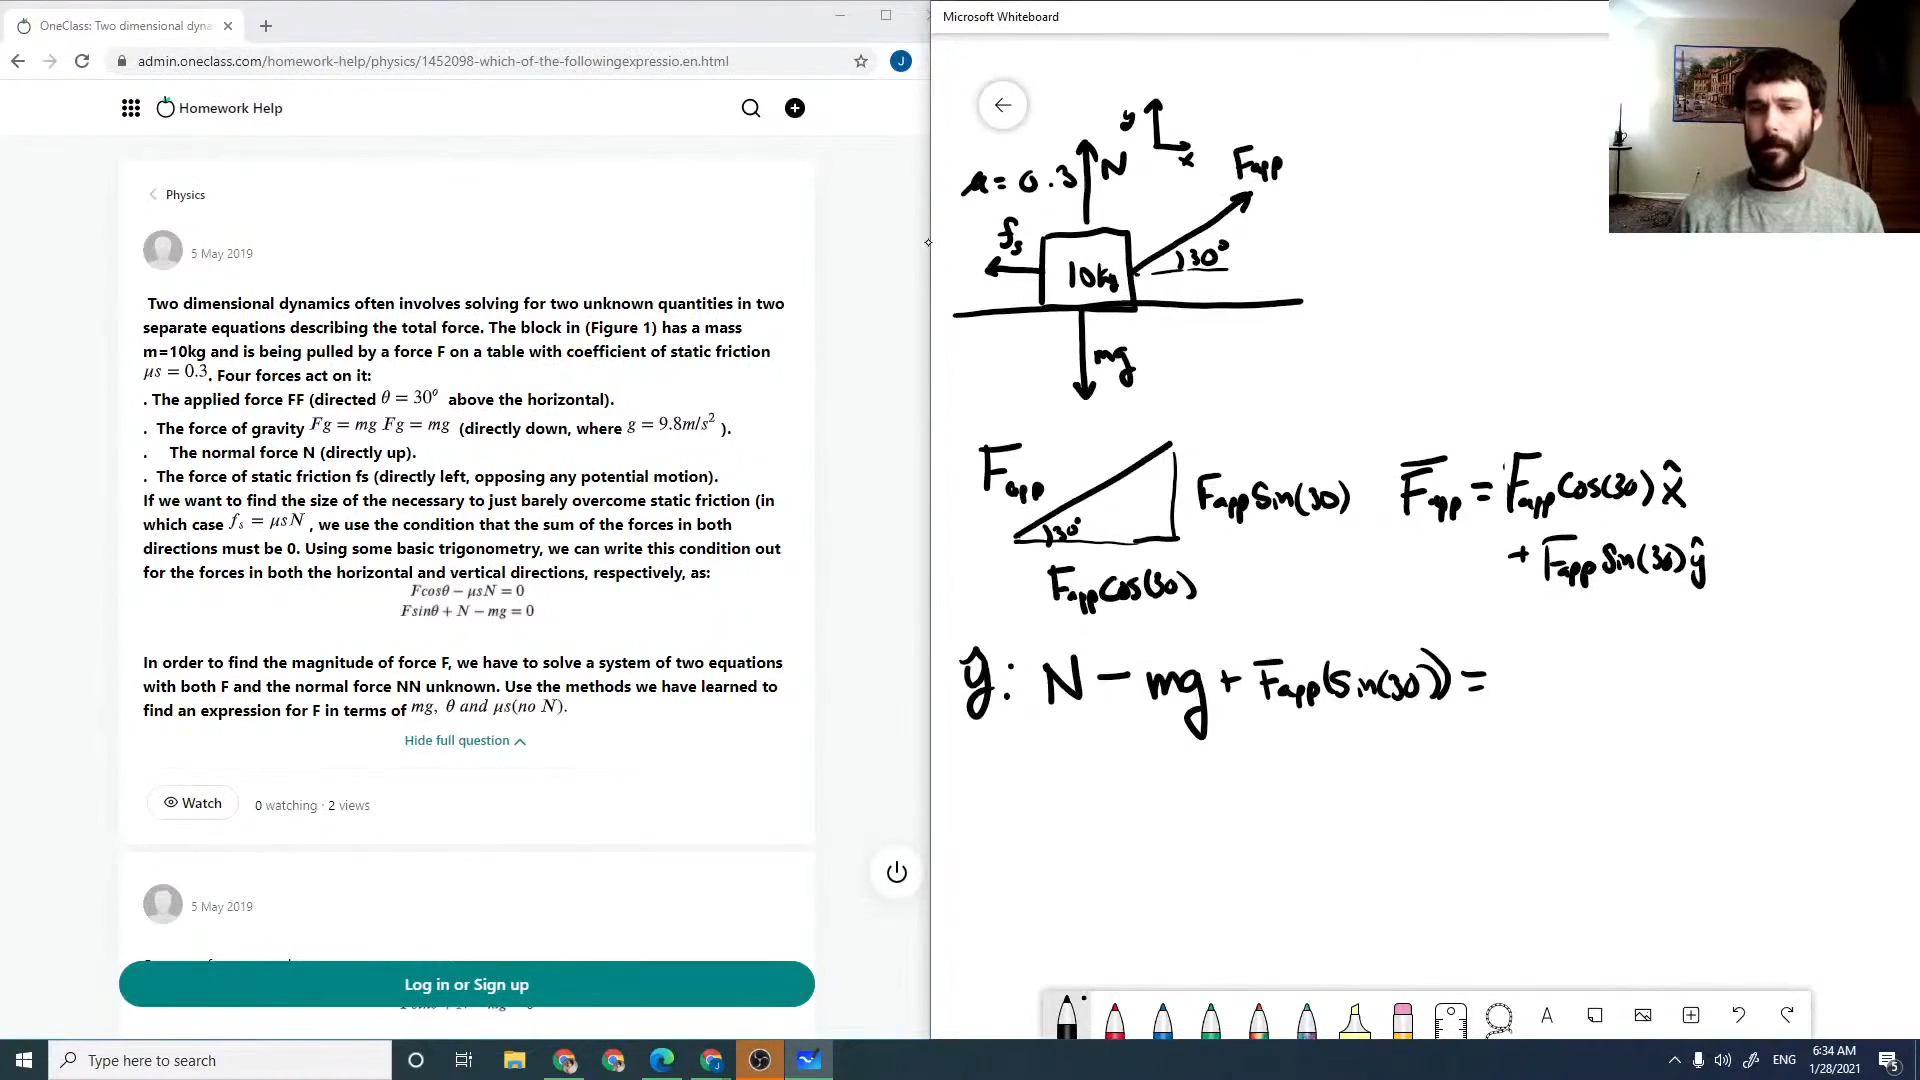 OneClass: Two dimensional dyna
Microsoft Whiteboard
admin.oneclass.com/homework-help/physics/1452098-which-of-the-followingexpressio.en.html
J
Homework Help
Physics
5 May 2019
Two dimensional dynamics often involves solving for two unknown quantities in two
separate equations describing the total force. The block in (Figure 1) has a mass
m=10kg and is being pulled by a force F on a table with coefficient of static friction
μs = 0.3. Four forces act on it:
. The applied force FF (directed θ = 30° above the horizontal).
. The force of gravity Fg = mg Fg = mg (directly down, where g = 9.8m/s² ).
. The normal force N (directly up).
. The force of static friction fs (directly left, opposing any potential motion).
If we want to find the size of the necessary to just barely overcome static friction (in
which case fₛ = μsN , we use the condition that the sum of the forces in both
directions must be 0. Using some basic trigonometry, we can write this condition out
for the forces in both the horizontal and vertical directions, respectively, as:
Fcosθ − μsN = 0
Fsinθ + N − mg = 0
In order to find the magnitude of force F, we have to solve a system of two equations
with both F and the normal force NN unknown. Use the methods we have learned to
find an expression for F in terms of mg, θ and μs(no N).
Hide full question
Watch
0 watching · 2 views
5 May 2019
Log in or Sign up
y
x
μ = 0.3
N
Fapp
fs
10kg
30°
mg
Fapp
30°
Fapp Sin(30)
Fapp Cos(30)
F̅app = Fapp Cos(30) x̂
+ Fapp Sin(30) ŷ
ŷ: N − mg + Fapp(Sin(30)) =
Type here to search
ENG
6:34 AM
1/28/2021
5